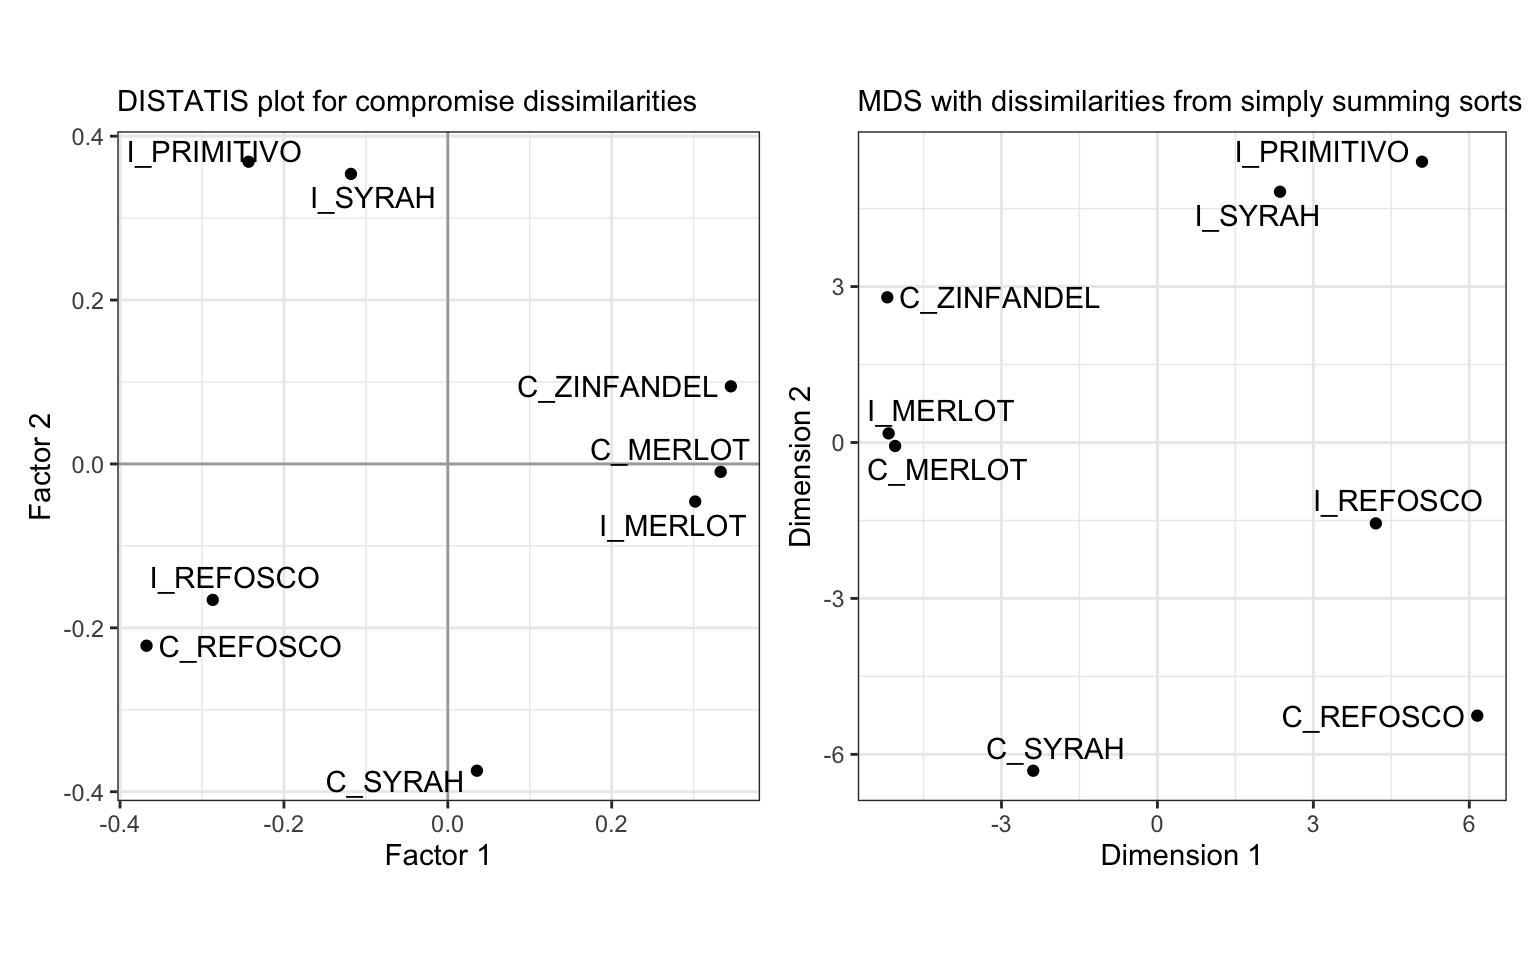 DISTATIS plot for compromise dissimilarities
0.4
0.2
0.0
-0.2
-0.4
Factor 2
I_PRIMITIVO
I_SYRAH
C_ZINFANDEL
C_MERLOT
I_MERLOT
I_REFOSCO
C_REFOSCO
C_SYRAH
-0.4
-0.2
0.0
0.2
Factor 1
MDS with dissimilarities from simply summing sorts
3
0
-3
-6
Dimension 2
I_PRIMITIVO
I_SYRAH
C_ZINFANDEL
I_MERLOT
C_MERLOT
I_REFOSCO
C_REFOSCO
C_SYRAH
-3
0
3
6
Dimension 1